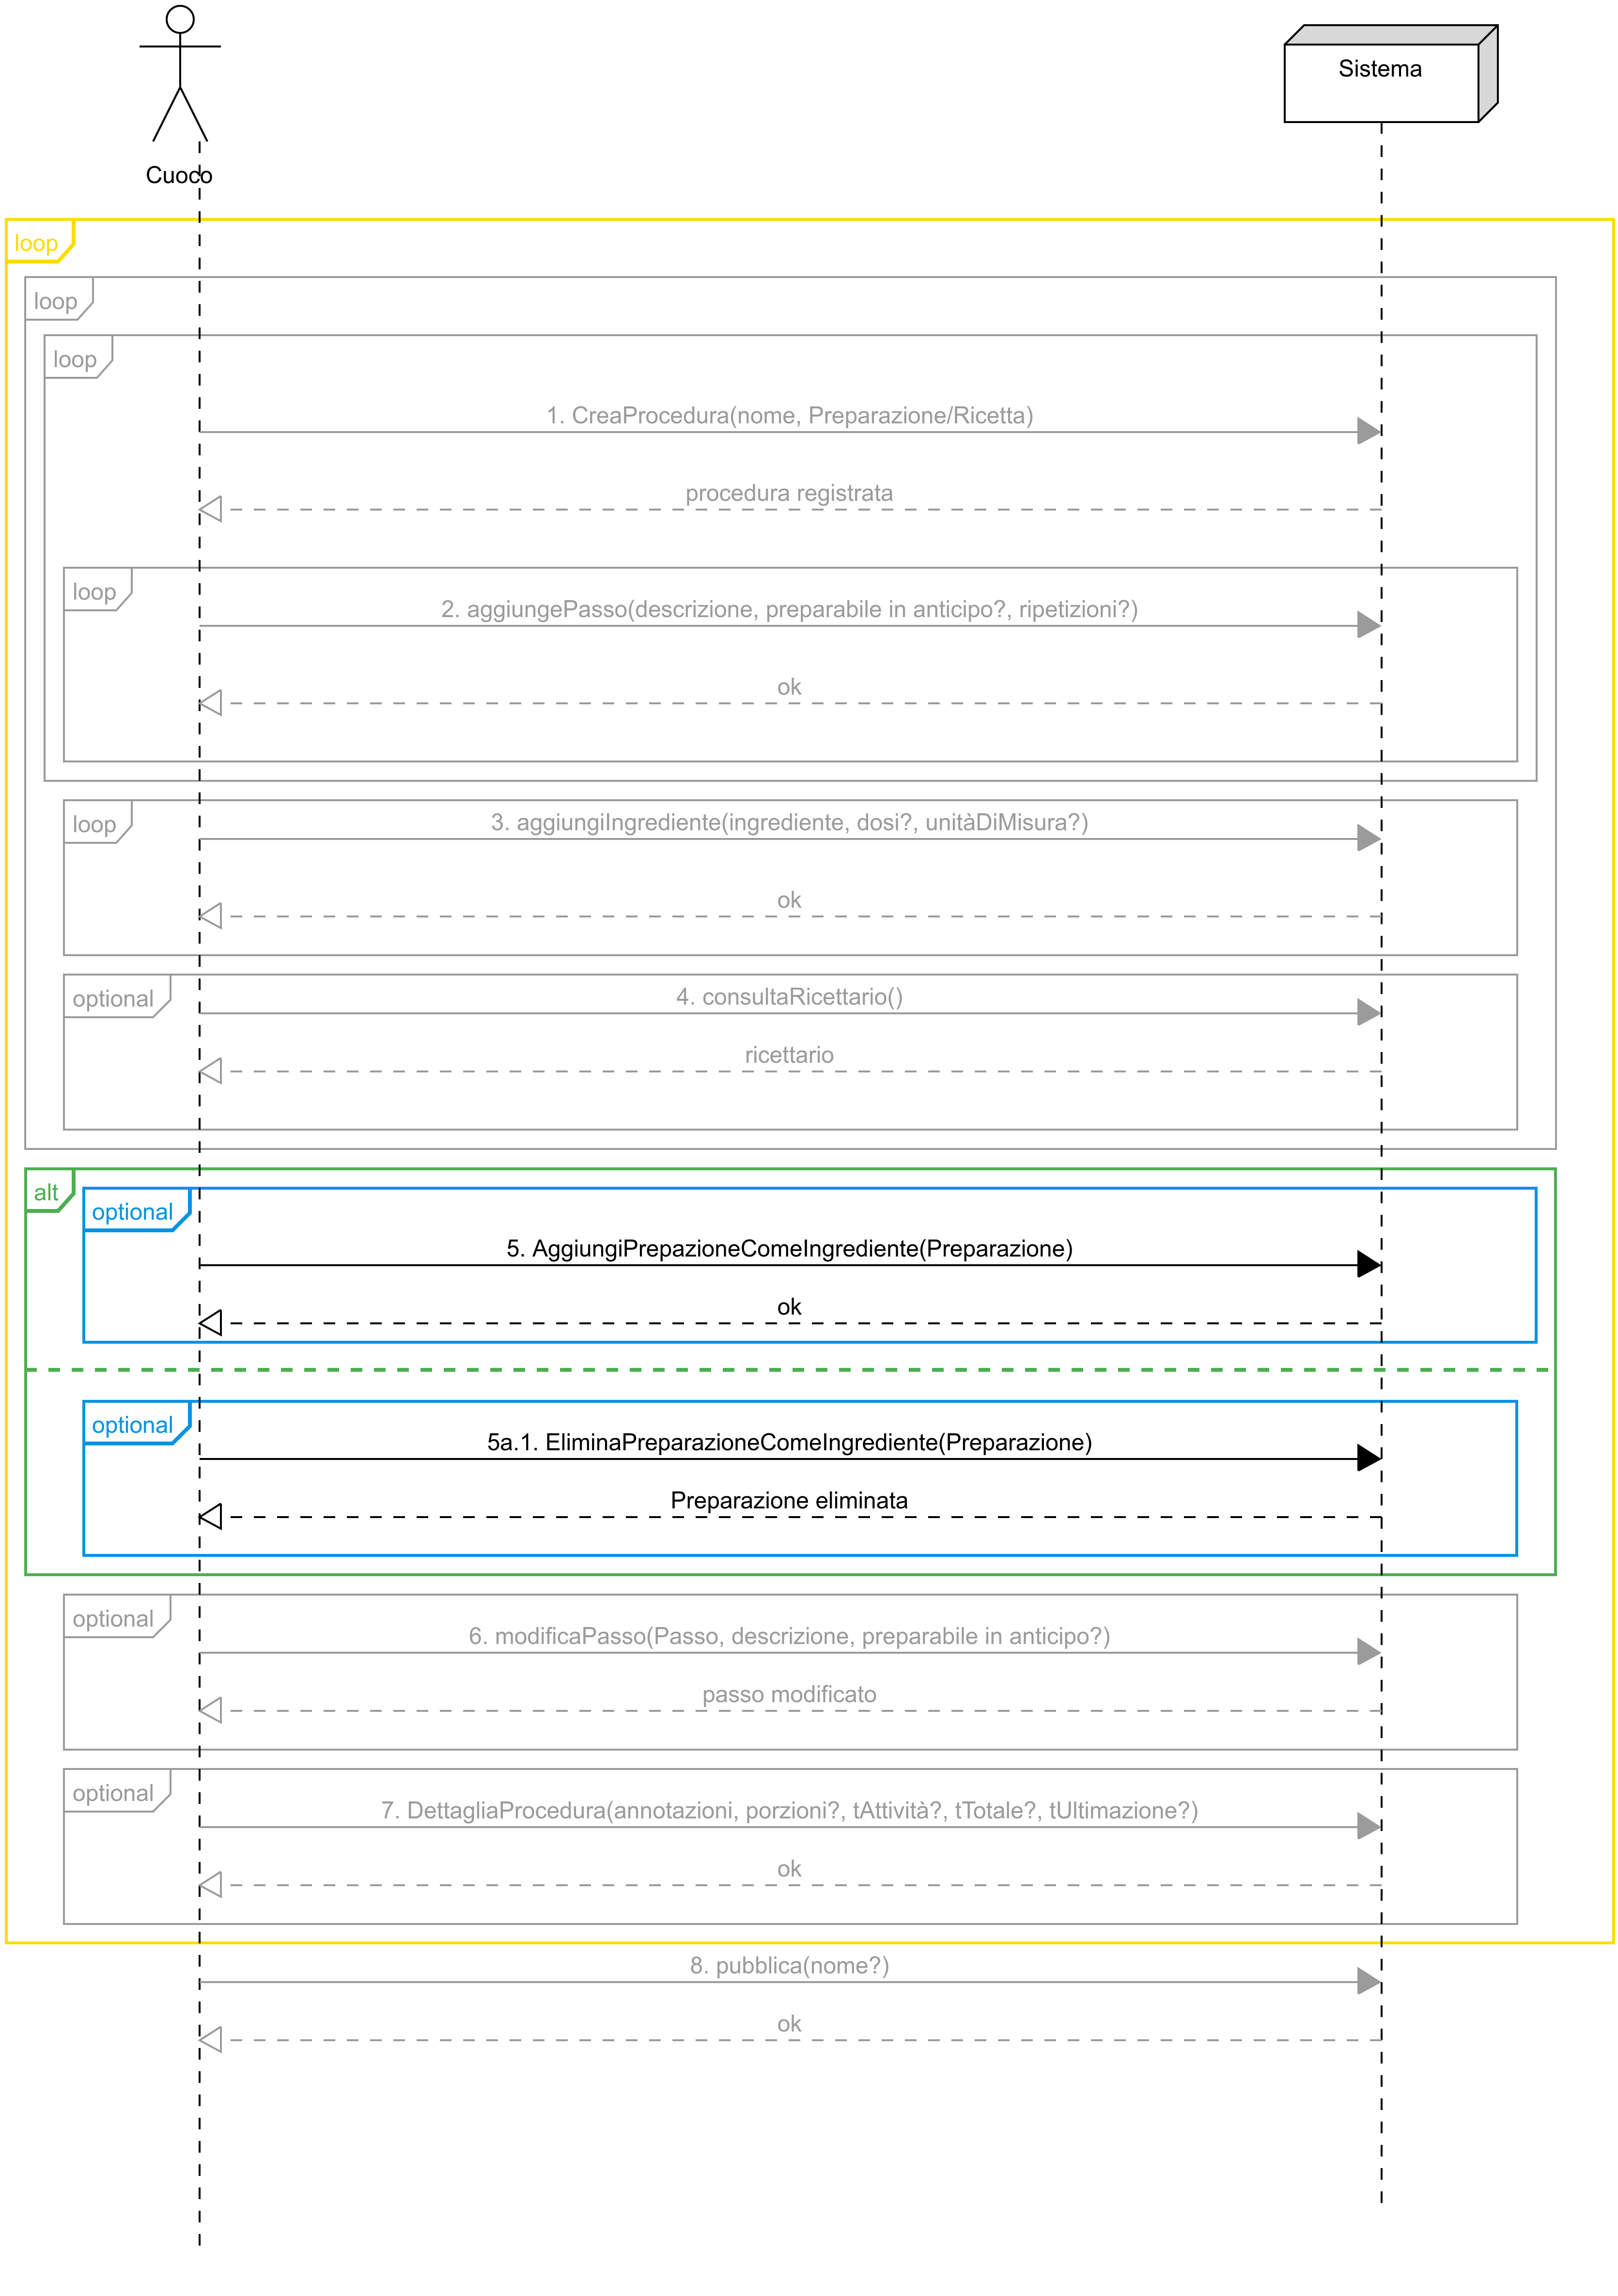 Sistema
Cuoco
loop
loop
loop
1. CreaProcedura(nome, Preparazione/Ricetta)
procedura registrata
loop
2. aggiungePasso(descrizione, preparabile in anticipo?, ripetizioni?)
ok
loop
3. aggiungiIngrediente(ingrediente, dosi?, unitàDiMisura?)
ok
optional
4. consultaRicettario()
ricettario
alt
optional
5. AggiungiPrepazioneComeIngrediente(Preparazione)
ok
optional
5a.1. EliminaPreparazioneComeIngrediente(Preparazione)
Preparazione eliminata
optional
6. modificaPasso(Passo, descrizione, preparabile in anticipo?)
passo modificato
optional
7. DettagliaProcedura(annotazioni, porzioni?, tAttività?, tTotale?, tUltimazione?)
ok
8. pubblica(nome?)
ok